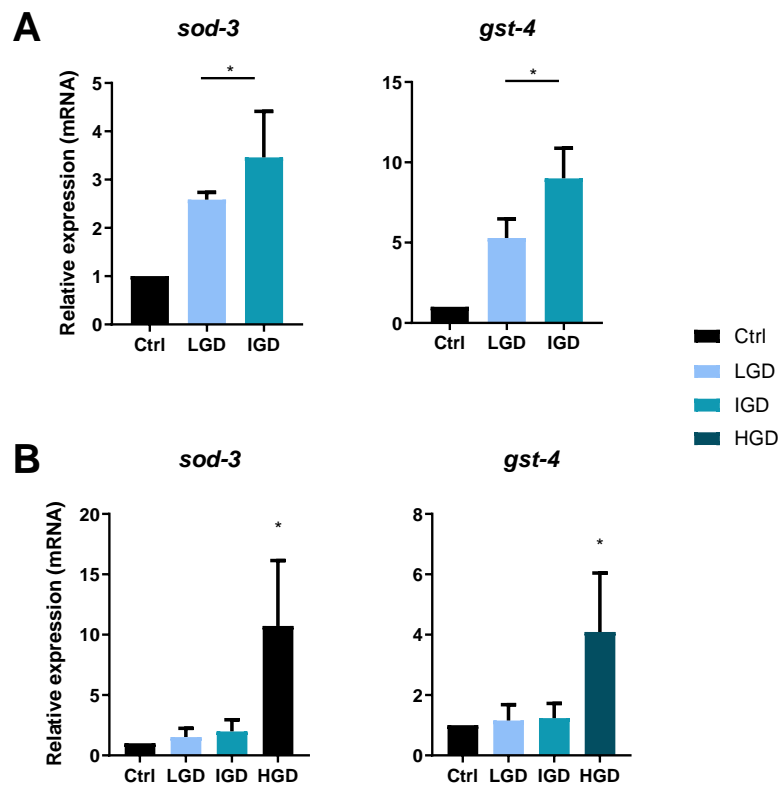 A
sod-3
gst-4
Relative expression (mRNA)
5
4
3
2
1
0
*
Ctrl LGD IGD
15
10
5
0
*
Ctrl LGD IGD
Ctrl
LGD
IGD
HGD
B
sod-3
gst-4
Relative expression (mRNA)
20
15
10
5
0
*
Ctrl LGD IGD HGD
8
6
4
2
0
*
Ctrl LGD IGD HGD